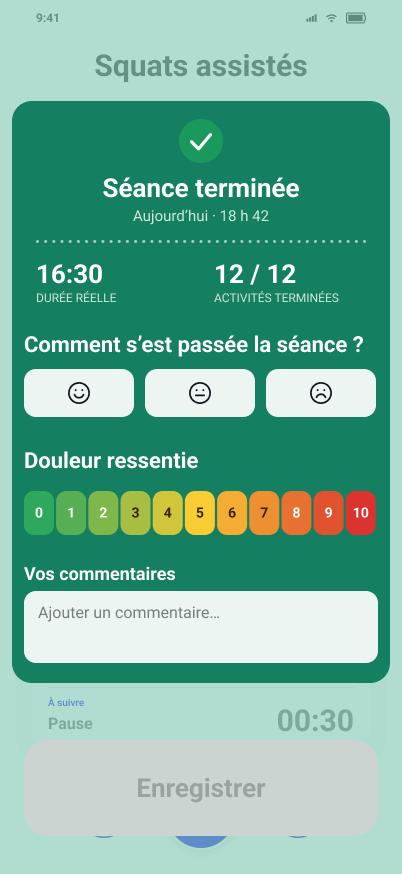 9:41
Squats assistés
Séance terminée
Aujourd’hui · 18 h 42
16:30
12 / 12
DURÉE RÉELLE
ACTIVITÉS TERMINÉES
Comment s’est passée la séance ?
Douleur ressentie
0 1 2 3 4 5 6 7 8 9 10
Vos commentaires
Ajouter un commentaire…
À suivre
Pause
00:30
Enregistrer